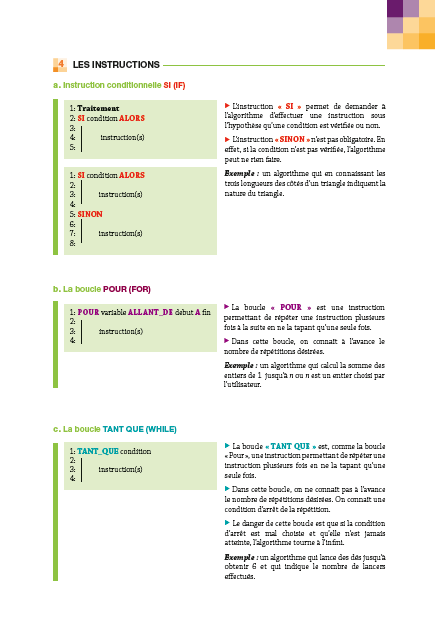 4 LES INSTRUCTIONS
a. Instruction conditionnelle SI (IF)
1: Traitement
2: SI condition ALORS
3:
4: instruction(s)
5:
1: SI condition ALORS
2:
3: instruction(s)
4:
5: SINON
6:
7: instruction(s)
8:
▶ L'instruction « SI » permet de demander à
l'algorithme d'effectuer une instruction sous
l'hypothèse qu'une condition est vérifiée ou non.
▶ L'instruction « SINON » n'est pas obligatoire. En
effet, si la condition n'est pas vérifiée, l'algorithme
peut ne rien faire.
Exemple : un algorithme qui en connaissant les
trois longueurs des côtés d'un triangle indiquent la
nature du triangle.
b. La boucle POUR (FOR)
1: POUR variable ALLANT_DE début A fin
2:
3: instruction(s)
4:
▶ La boucle « POUR » est une instruction
permettant de répéter une instruction plusieurs
fois à la suite en ne la tapant qu'une seule fois.
▶ Dans cette boucle, on connaît à l'avance le
nombre de répétitions désirées.
Exemple : un algorithme qui calcul la somme des
entiers de 1 jusqu'à n ou n est un entier choisi par
l'utilisateur.
c. La boucle TANT QUE (WHILE)
1: TANT_QUE condition
2:
3: instruction(s)
4:
▶ La boucle « TANT QUE » est, comme la boucle
« Pour », une instruction permettant de répéter une
instruction plusieurs fois en ne la tapant qu'une
seule fois.
▶ Dans cette boucle, on ne connaît pas à l'avance
le nombre de répétitions désirées. On connaît une
condition d'arrêt de la répétition.
▶ Le danger de cette boucle est que si la condition
d'arrêt est mal choisie et qu'elle n'est jamais
atteinte, l'algorithme tourne à l'infini.
Exemple : un algorithme qui lance des dés jusqu'à
obtenir 6 et qui indique le nombre de lancers
effectués.